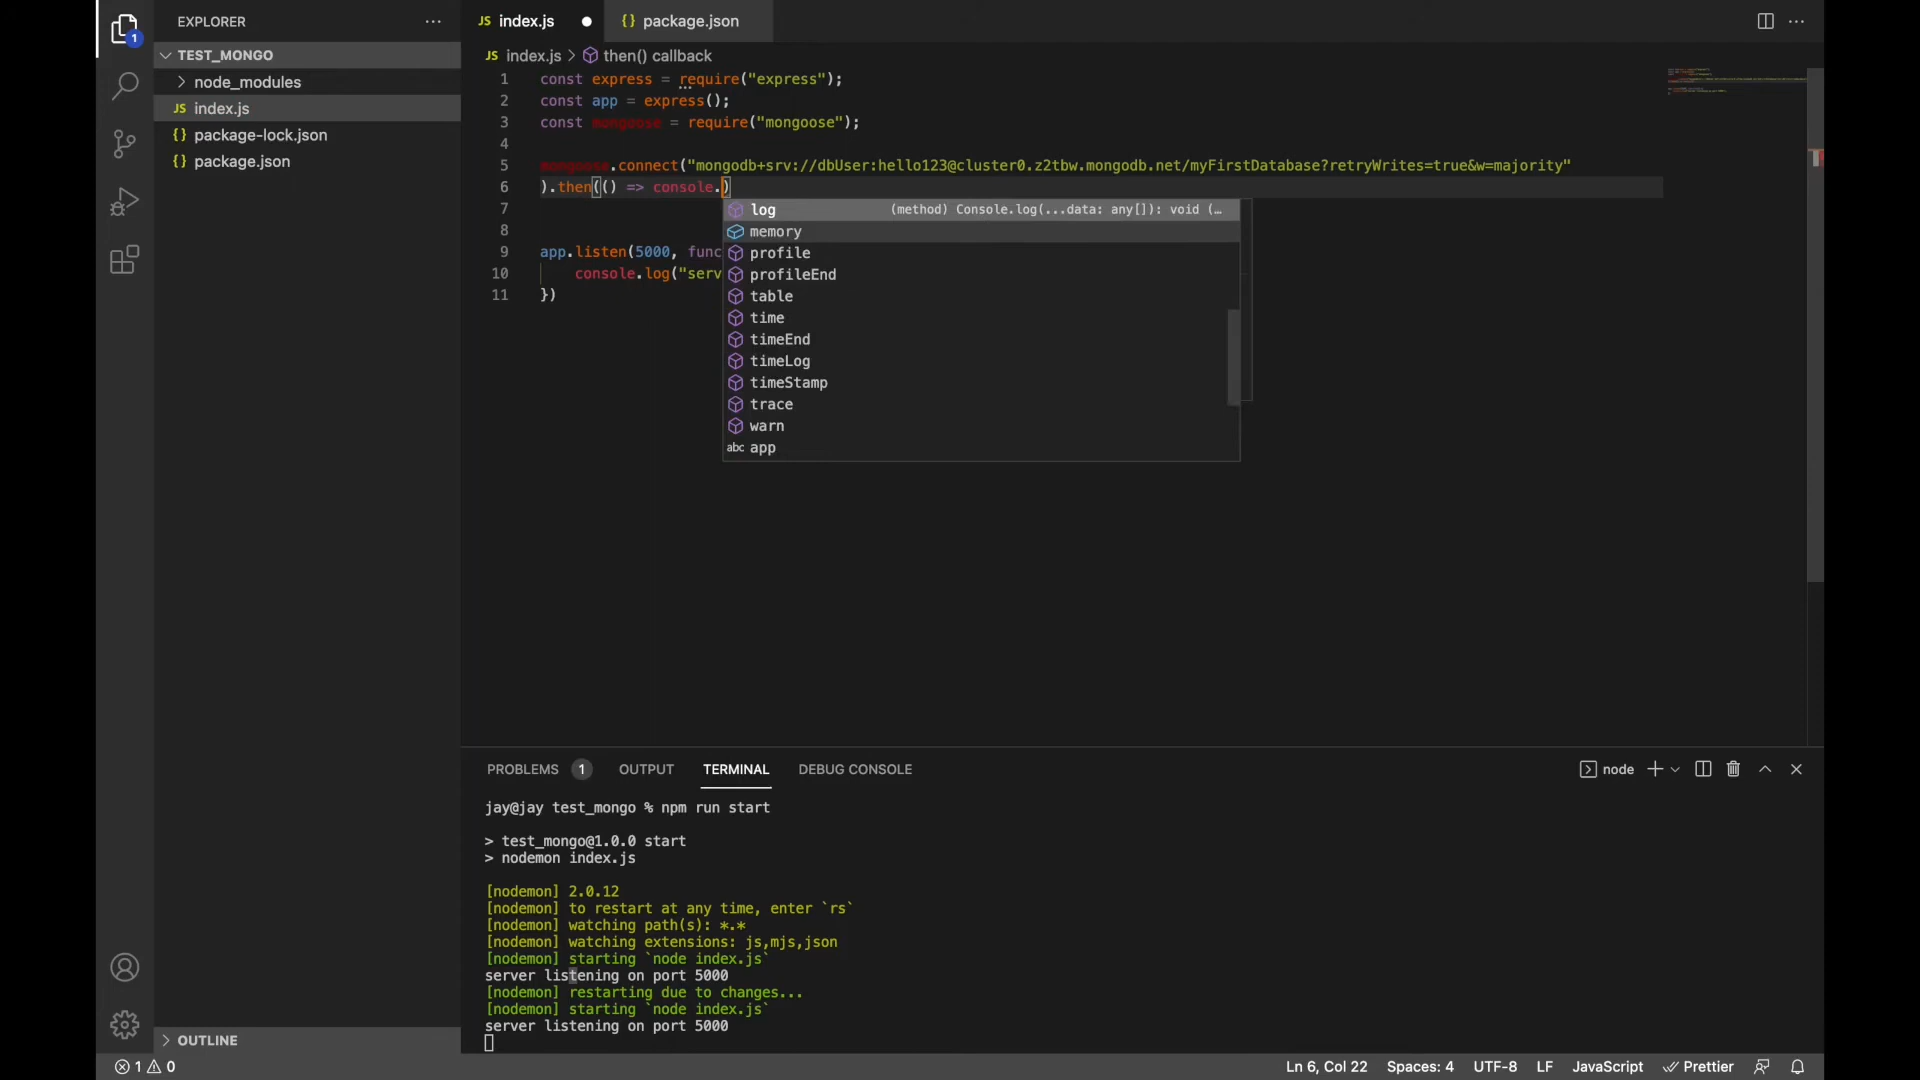 EXPLORER
TEST_MONGO
node_modules
JS index.js
{} package-lock.json
{} package.json
OUTLINE
1
JS index.js
{} package.json
JS index.js > then() callback
1 const express = require("express");
2 const app = express();
3 const mongoose = require("mongoose");
4
5 mongoose.connect("mongodb+srv://dbUser:hello123@cluster0.z2tbw.mongodb.net/myFirstDatabase?retryWrites=true&w=majority"
6 ).then(() => console.)
7
8
9 app.listen(5000, func
10 console.log("serv
11 })
log (method) Console.log(...data: any[]): void (…
memory
profile
profileEnd
table
time
timeEnd
timeLog
timeStamp
trace
warn
abc app
PROBLEMS 1 OUTPUT TERMINAL DEBUG CONSOLE
node
jay@jay test_mongo % npm run start
> test_mongo@1.0.0 start
> nodemon index.js
[nodemon] 2.0.12
[nodemon] to restart at any time, enter `rs`
[nodemon] watching path(s): *.*
[nodemon] watching extensions: js,mjs,json
[nodemon] starting `node index.js`
server listening on port 5000
[nodemon] restarting due to changes...
[nodemon] starting `node index.js`
server listening on port 5000
1 0
Ln 6, Col 22 Spaces: 4 UTF-8 LF JavaScript Prettier